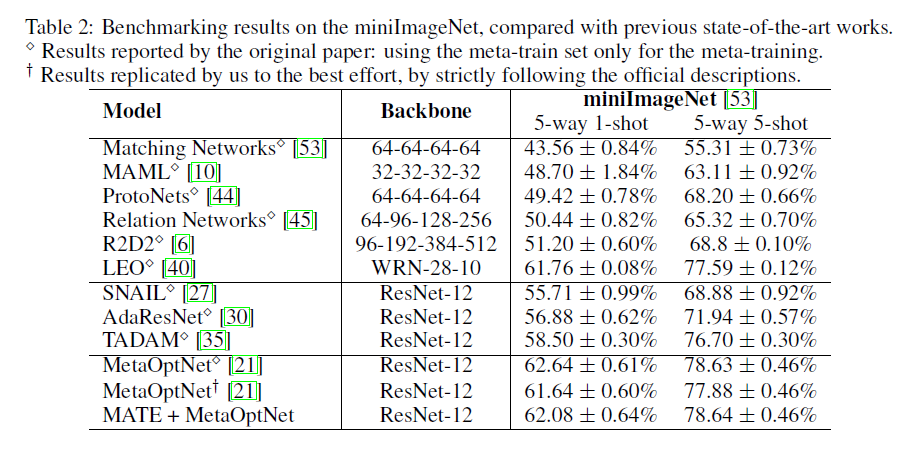 Table 2: Benchmarking results on the miniImageNet, compared with previous state-of-the-art works.
⋄ Results reported by the original paper: using the meta-train set only for the meta-training.
† Results replicated by us to the best effort, by strictly following the official descriptions.
Model Backbone miniImageNet [53]
5-way 1-shot 5-way 5-shot
Matching Networks⋄ [53] 64-64-64-64 43.56 ± 0.84% 55.31 ± 0.73%
MAML⋄ [10] 32-32-32-32 48.70 ± 1.84% 63.11 ± 0.92%
ProtoNets⋄ [44] 64-64-64-64 49.42 ± 0.78% 68.20 ± 0.66%
Relation Networks⋄ [45] 64-96-128-256 50.44 ± 0.82% 65.32 ± 0.70%
R2D2⋄ [6] 96-192-384-512 51.20 ± 0.60% 68.8 ± 0.10%
LEO⋄ [40] WRN-28-10 61.76 ± 0.08% 77.59 ± 0.12%
SNAIL⋄ [27] ResNet-12 55.71 ± 0.99% 68.88 ± 0.92%
AdaResNet⋄ [30] ResNet-12 56.88 ± 0.62% 71.94 ± 0.57%
TADAM⋄ [35] ResNet-12 58.50 ± 0.30% 76.70 ± 0.30%
MetaOptNet⋄ [21] ResNet-12 62.64 ± 0.61% 78.63 ± 0.46%
MetaOptNet† [21] ResNet-12 61.64 ± 0.60% 77.88 ± 0.46%
MATE + MetaOptNet ResNet-12 62.08 ± 0.64% 78.64 ± 0.46%